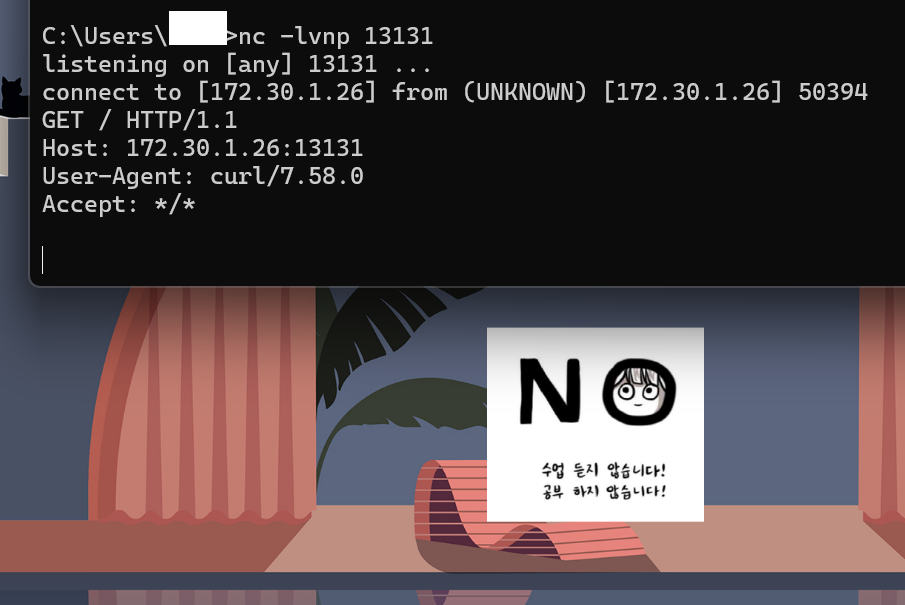 C:\Users\ >nc -lvnp 13131
listening on [any] 13131 ...
connect to [172.30.1.26] from (UNKNOWN) [172.30.1.26] 50394
GET / HTTP/1.1
Host: 172.30.1.26:13131
User-Agent: curl/7.58.0
Accept: */*
NO
수업 듣지 않습니다!
공부 하지 않습니다!